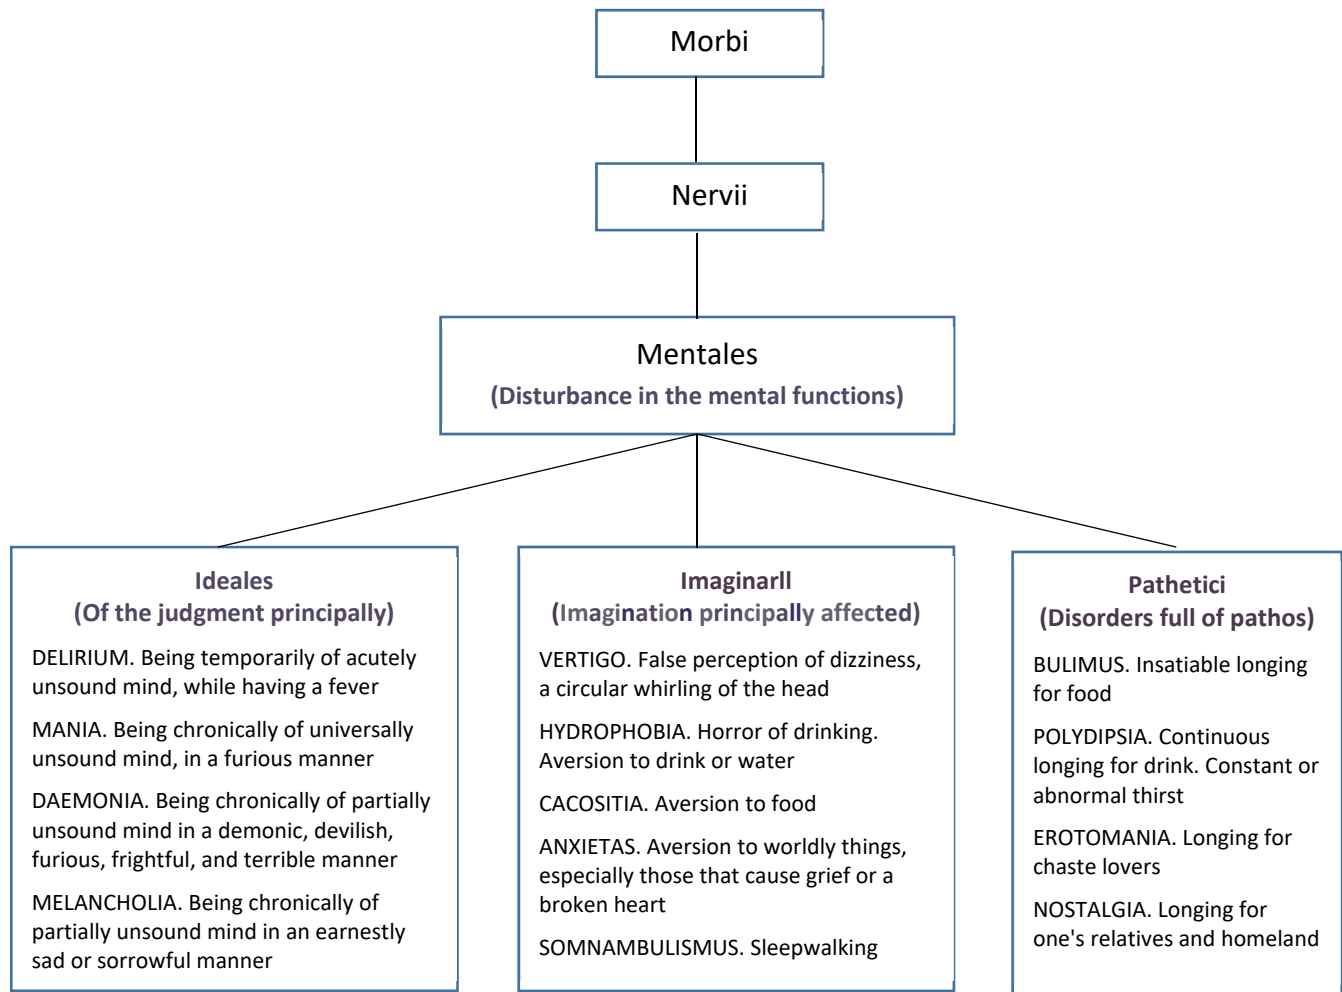 Morbi
Nervii
Mentales
(Disturbance in the mental functions)
Ideales
(Of the judgment principally)
DELIRIUM. Being temporarily of acutely
unsound mind, while having a fever
MANIA. Being chronically of universally
unsound mind, in a furious manner
DAEMONIA. Being chronically of partially
unsound mind in a demonic, devilish,
furious, frightful, and terrible manner
MELANCHOLIA. Being chronically of
partially unsound mind in an earnestly
sad or sorrowful manner
Imaginarll
(Imagination principally affected)
VERTIGO. False perception of dizziness,
a circular whirling of the head
HYDROPHOBIA. Horror of drinking.
Aversion to drink or water
CACOSITIA. Aversion to food
ANXIETAS. Aversion to worldly things,
especially those that cause grief or a
broken heart
SOMNAMBULISMUS. Sleepwalking
Pathetici
(Disorders full of pathos)
BULIMUS. Insatiable longing
for food
POLYDIPSIA. Continuous
longing for drink. Constant or
abnormal thirst
EROTOMANIA. Longing for
chaste lovers
NOSTALGIA. Longing for
one's relatives and homeland